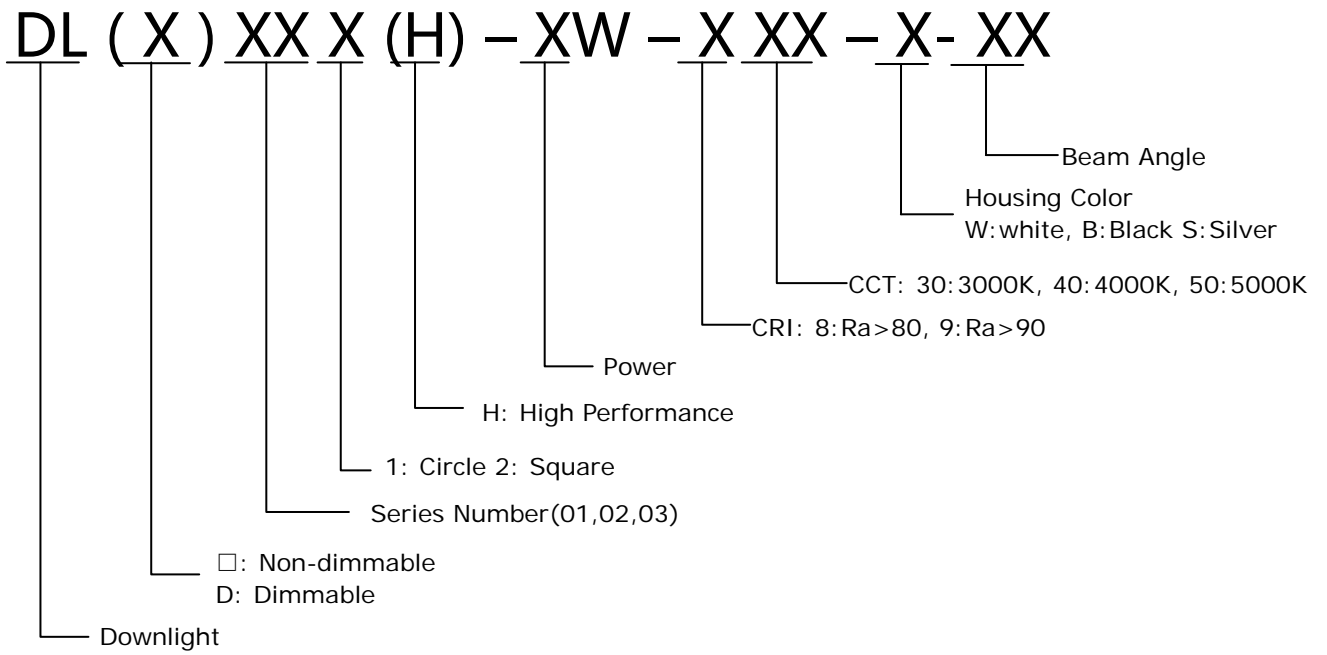 DL (X) XX X (H) – XW – X XX – X- XX
Beam Angle
Housing Color
W:white, B:Black S:Silver
CCT: 30:3000K, 40:4000K, 50:5000K
CRI: 8:Ra>80, 9:Ra>90
Power
H: High Performance
1: Circle 2: Square
Series Number(01,02,03)
□: Non-dimmable
D: Dimmable
Downlight